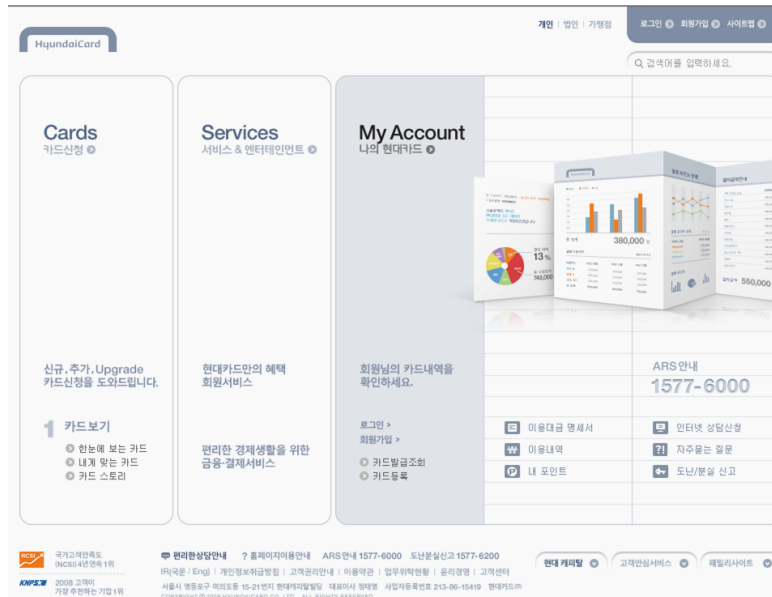 개인 | 법인 | 가맹점
로그인 회원가입 사이트맵
HyundaiCard
검색어를 입력하세요.
Cards
카드신청
Services
서비스 & 엔터테인먼트
My Account
나의 현대카드
13 %
740,000
380,000
550,000
신규, 추가, Upgrade
카드신청을 도와드립니다.
현대카드만의 혜택
회원서비스
회원님의 카드내역을
확인하세요.
ARS안내
1577-6000
1 카드보기
한눈에 보는 카드
내게 맞는 카드
카드 스토리
편리한 경제생활을 위한
금융·결제서비스
로그인 >
회원가입 >
카드발급조회
카드등록
이용대금 명세서
이용내역
내 포인트
인터넷 상담신청
자주묻는 질문
도난/분실 신고
NCSI
국가고객만족도
(NCSI) 4년연속 1위
2008 고객이
가장 추천하는 기업 1위
편리한상담안내 ? 홈페이지이용안내 ARS 안내 1577-6000 도난분실신고 1577-6200
IR(국문 / Eng) | 개인정보취급방침 | 고객권리안내 | 이용약관 | 업무위탁현황 | 윤리경영 | 고객센터
서울시 영등포구 여의도동 15-21번지 현대캐피탈빌딩 대표이사 정태영 사업자등록번호 213-86-15419 현대카드㈜
현대 캐피탈
고객안심서비스
패밀리사이트